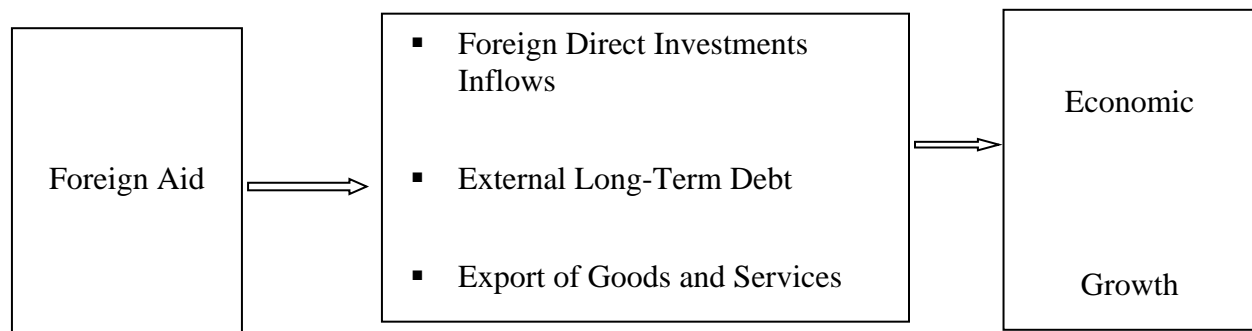 Foreign Aid
▪ Foreign Direct Investments
Inflows
▪ External Long-Term Debt
▪ Export of Goods and Services
Economic
Growth